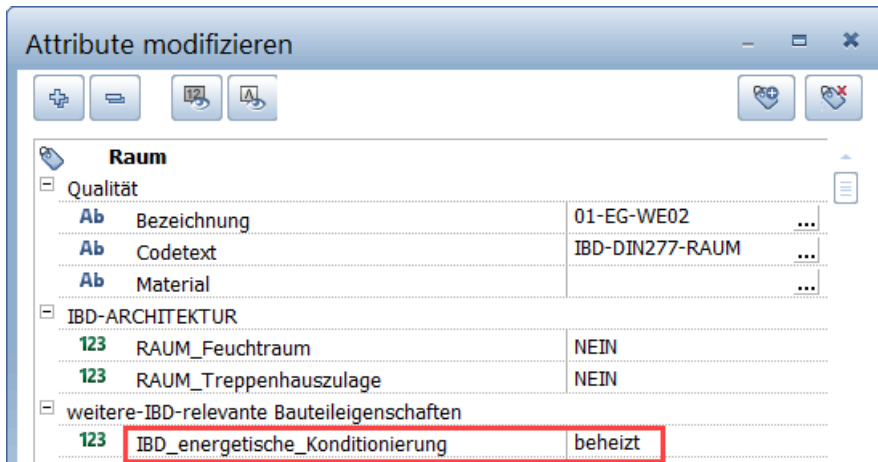 Attribute modifizieren
Raum
Qualität
Ab Bezeichnung 01-EG-WE02 ...
Ab Codetext IBD-DIN277-RAUM ...
Ab Material ...
IBD-ARCHITEKTUR
123 RAUM_Feuchtraum NEIN
123 RAUM_Treppenhauszulage NEIN
weitere-IBD-relevante Bauteileigenschaften
123 IBD_energetische_Konditionierung beheizt